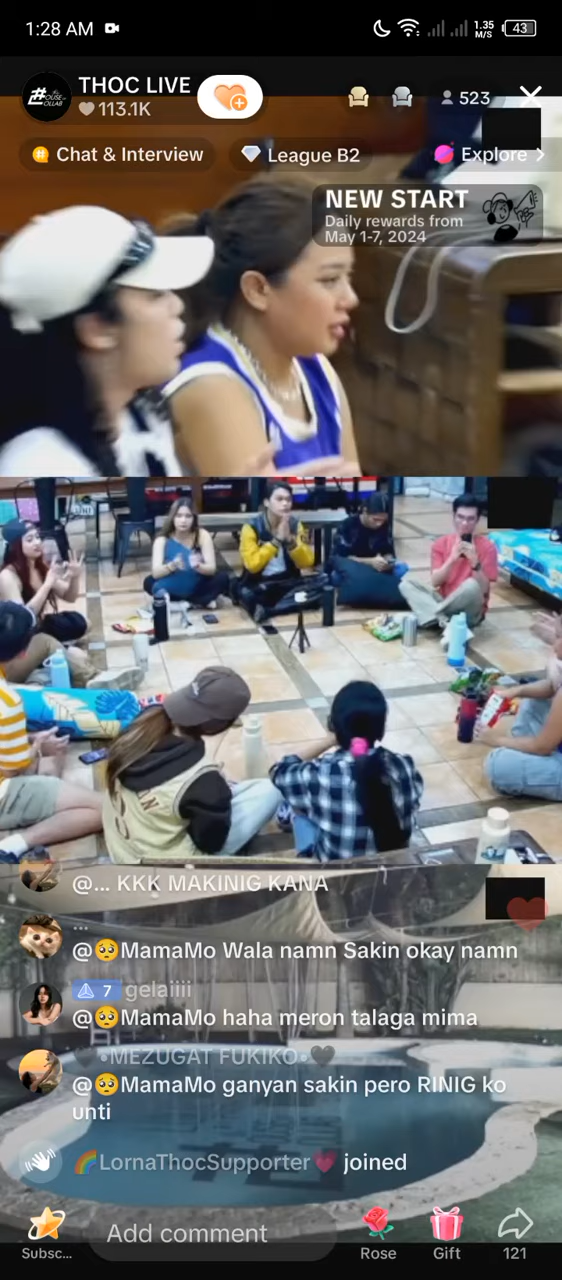 1:28 AM
1.35
M/S
43
#
THOC LIVE
113.1K
523
Chat & Interview
League B2
Explore
NEW START
Daily rewards from
May 1-7, 2024
@... KKK MAKINIG KANA
...
@🥺MamaMo Wala namn Sakin okay namn
7 gelaiiii
@🥺MamaMo haha meron talaga mima
🖤•MEZUGAT FUKIKO•🖤
@🥺MamaMo ganyan sakin pero RINIG ko
unti
🌈LornaThocSupporter💗 joined
Add comment
Subsc...
Rose
Gift
121